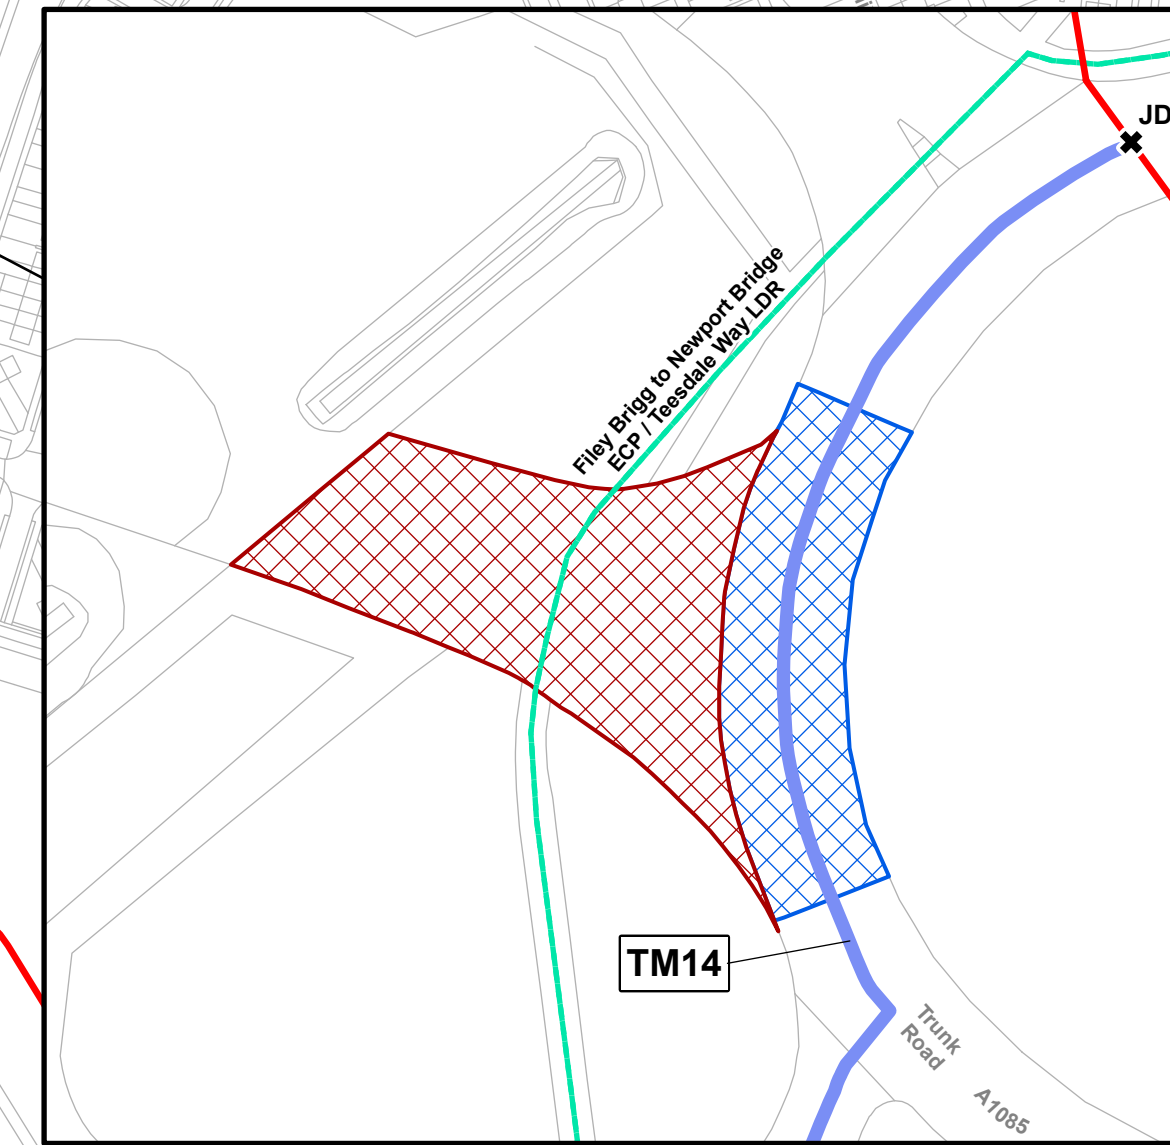 JD
Filey Brigg to Newport Bridge
ECP / Teesdale Way LDR
TM14
Trunk
Road
A1085